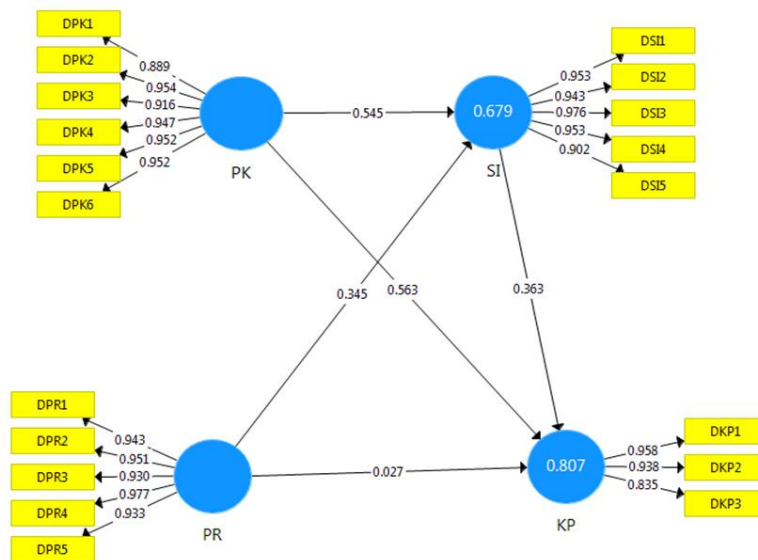 DPK1
DPK2
DPK3
DPK4
DPK5
DPK6
0.889
0.954
0.916
0.947
0.952
0.952
PK
0.545
0.679
SI
0.953
0.943
0.976
0.953
0.902
DSI1
DSI2
DSI3
DSI4
DSI5
0.345
0.563
0.363
DPR1
DPR2
DPR3
DPR4
DPR5
0.943
0.951
0.930
0.977
0.933
PR
0.027
0.807
KP
0.958
0.938
0.835
DKP1
DKP2
DKP3